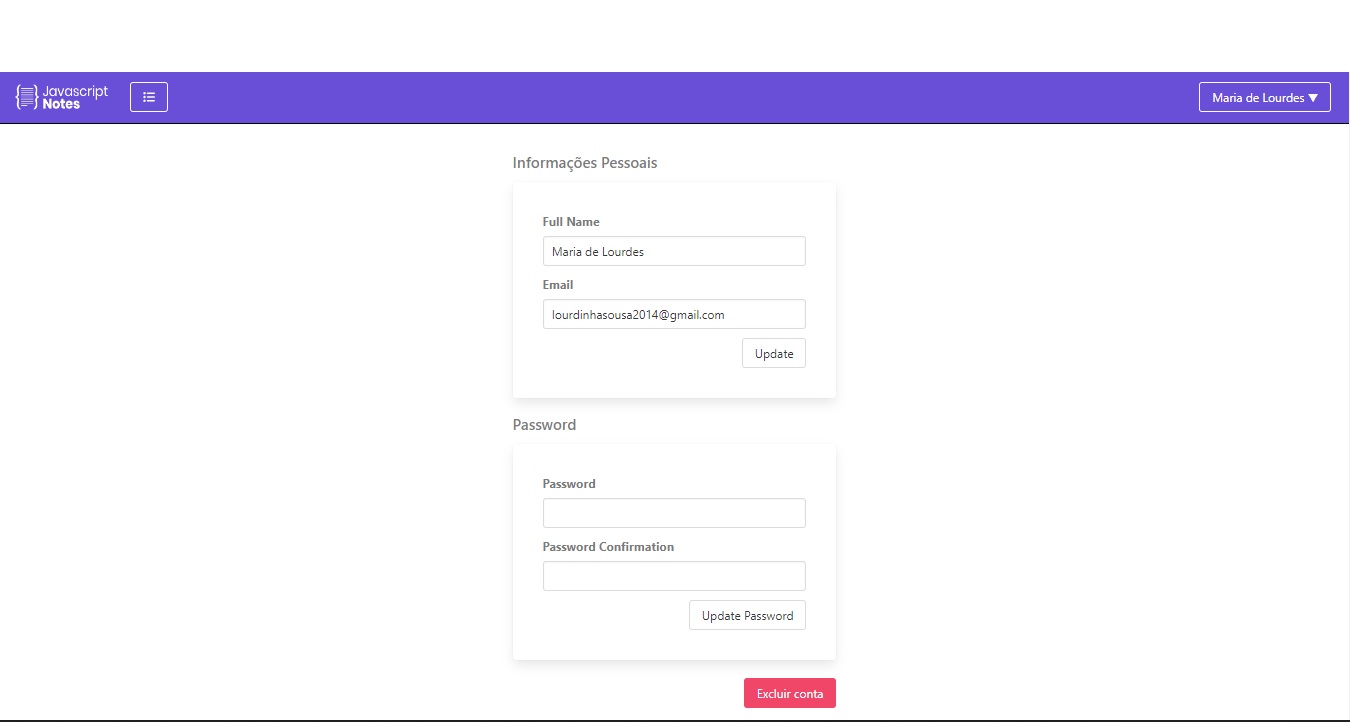 Javascript
Notes
Maria de Lourdes ▼
Informações Pessoais
Full Name
Maria de Lourdes
Email
lourdinhasousa2014@gmail.com
Update
Password
Password
Password Confirmation
Update Password
Excluir conta